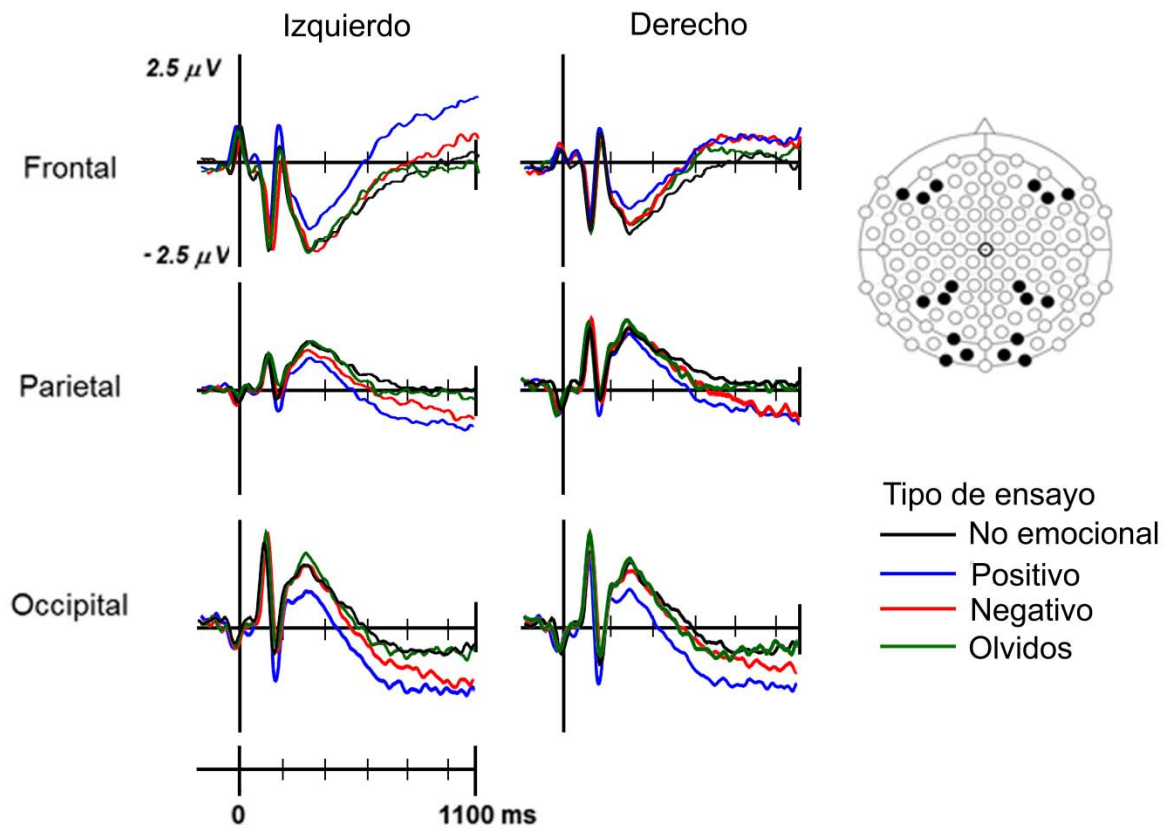 Izquierdo
Derecho
2.5 μV
Frontal
- 2.5 μV
Parietal
Occipital
0
1100 ms
Tipo de ensayo
No emocional
Positivo
Negativo
Olvidos